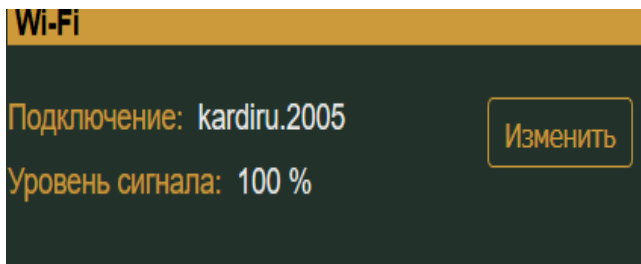 Wi-Fi
Подключение: kardiru.2005
Изменить
Уровень сигнала: 100 %